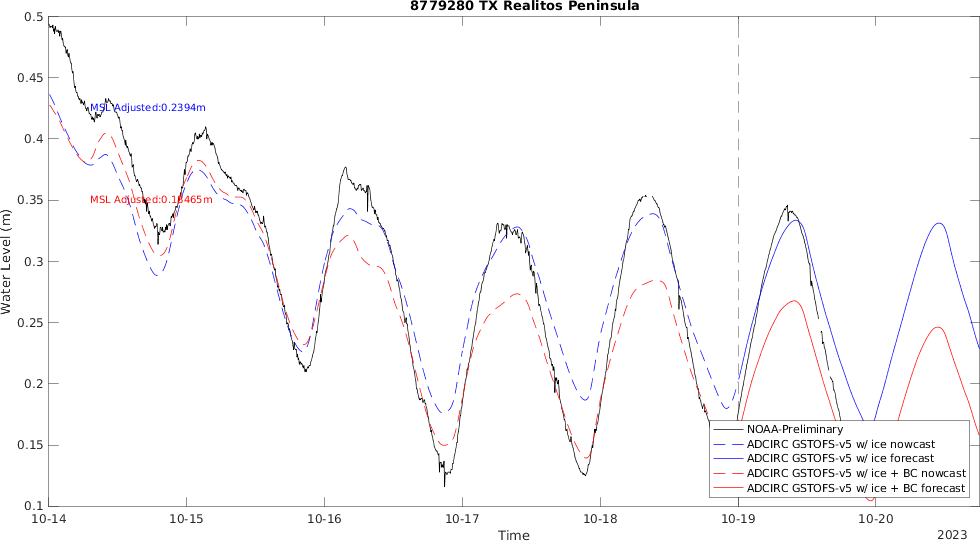 8779280 TX Realitos Peninsula
0.5
0.45
0.4
0.35
0.3
0.25
0.2
0.15
0.1
Water Level (m)
MSL Adjusted:0.2394m
MSL Adjusted:0.18465m
NOAA-Preliminary
ADCIRC GSTOFS-v5 w/ ice nowcast
ADCIRC GSTOFS-v5 w/ ice forecast
ADCIRC GSTOFS-v5 w/ ice + BC nowcast
ADCIRC GSTOFS-v5 w/ ice + BC forecast
10-14 10-15 10-16 10-17 10-18 10-19 10-20
Time
2023